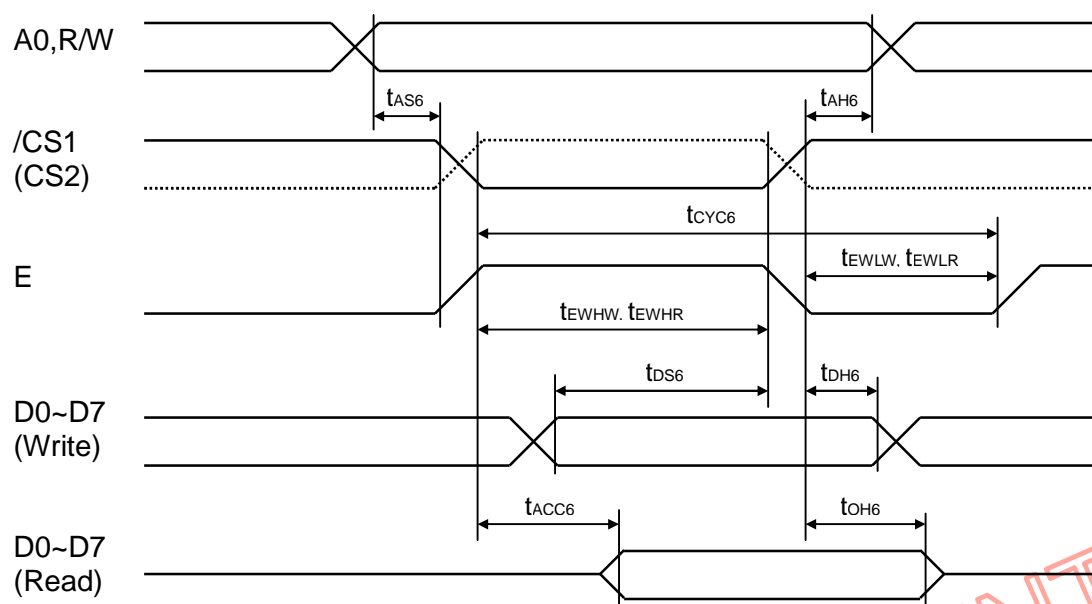 A0,R/W
tAS6
tAH6
/CS1
(CS2)
tCYC6
tEWLW, tEWLR
E
tEWHW. tEWHR
tDS6
tDH6
D0~D7
(Write)
tACC6
tOH6
D0~D7
(Read)